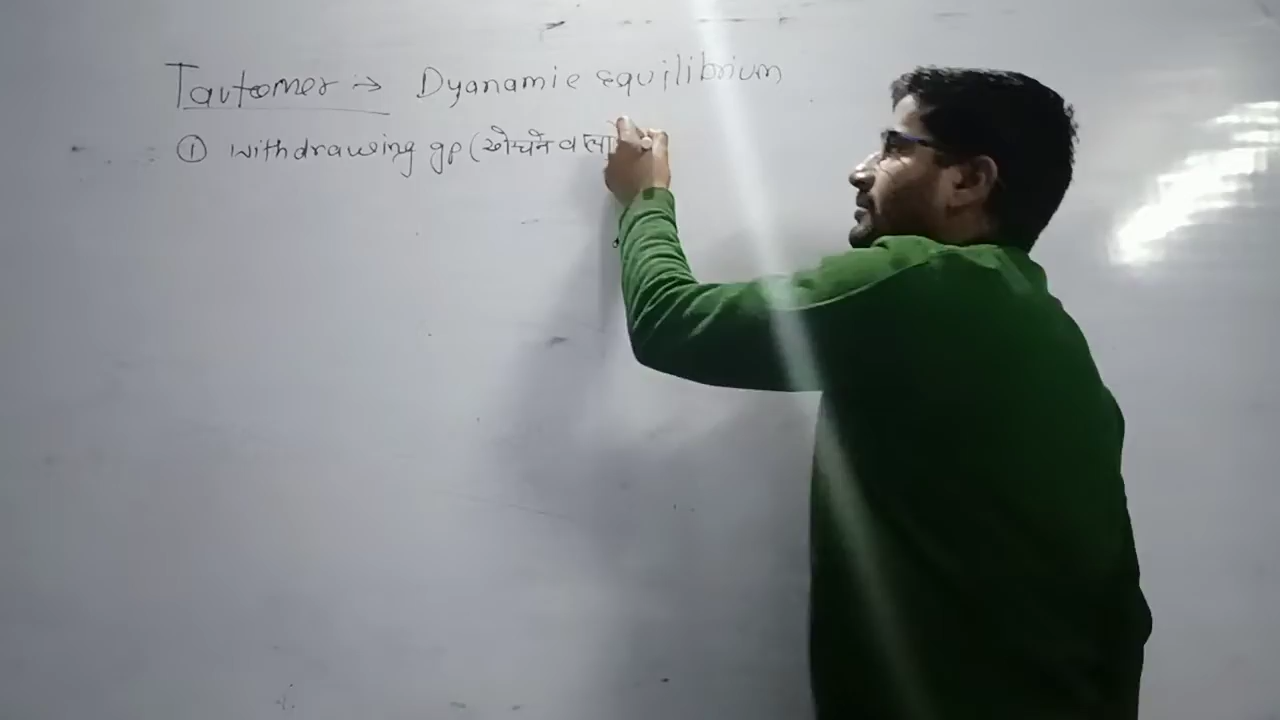 Tautomer → Dyanamic equilibrium
① withdrawing gp (खेचने वाला